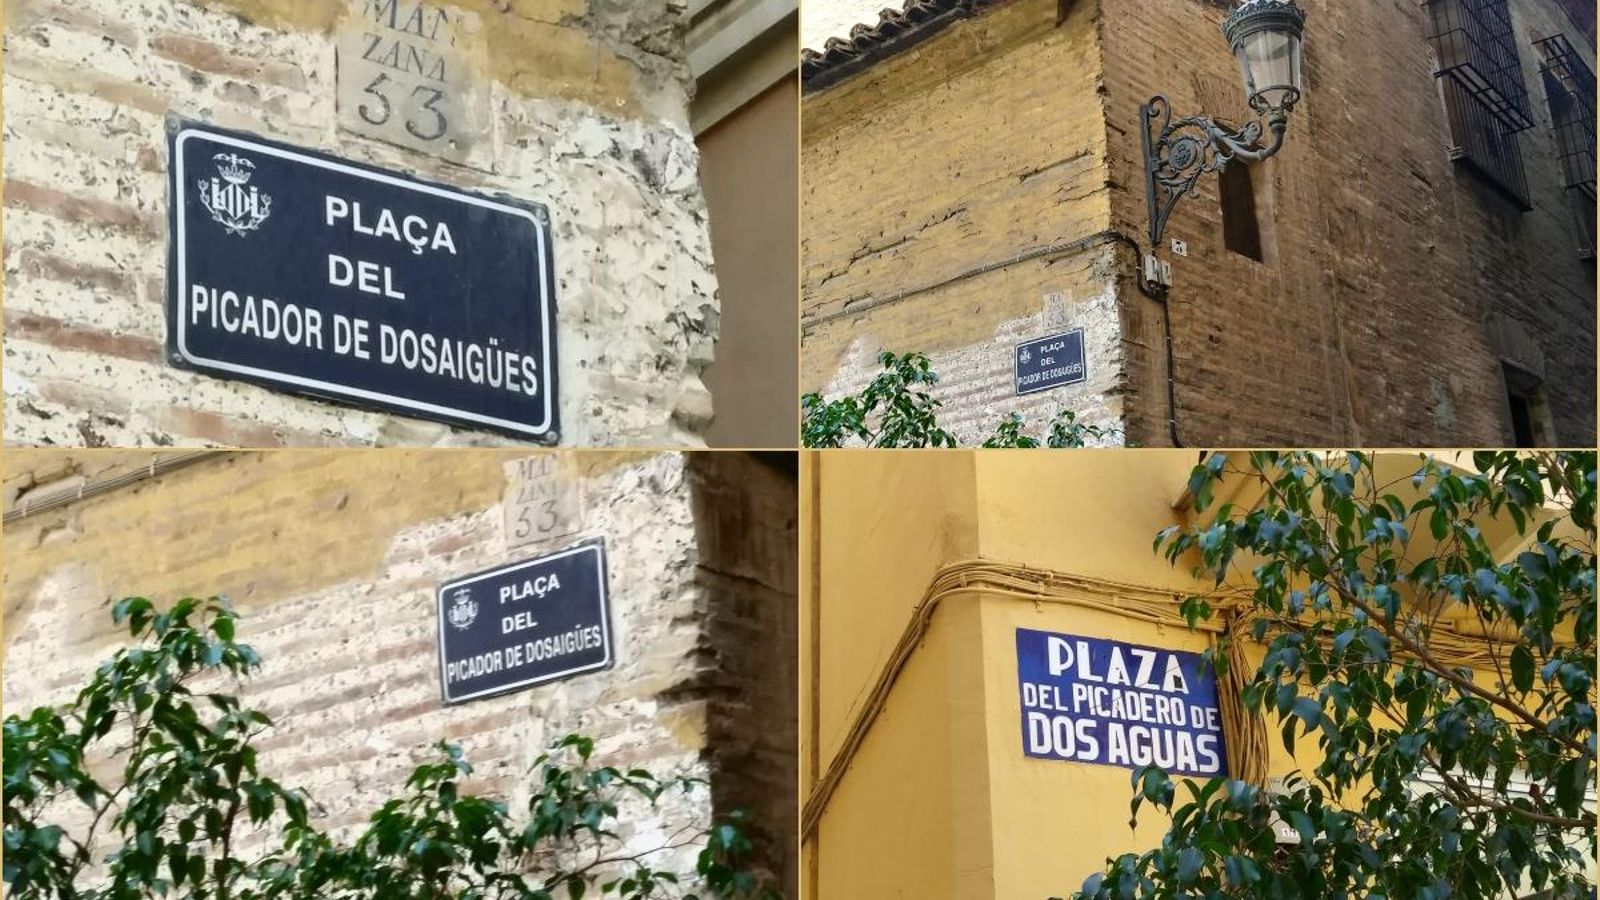 MAN
ZANA
53
PLAÇA
DEL
PICADOR DE DOSAIGÜES
PLAÇA
DEL
PICADOR DE DOSAIGÜES
MAN
ZANA
53
PLAÇA
DEL
PICADOR DE DOSAIGÜES
PLAZA
DEL PICADERO DE
DOS AGUAS